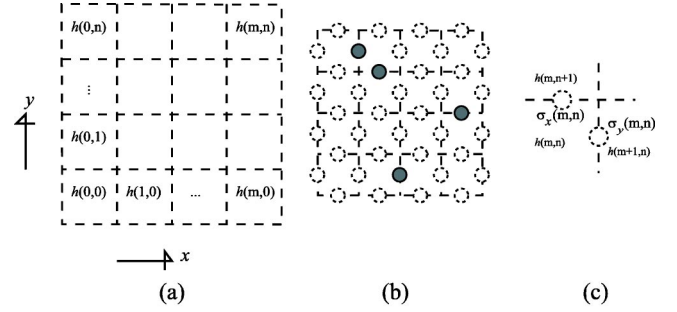 h(0,n) h(m,n)
⋮
y
h(0,1)
h(0,0) h(1,0) ... h(m,0)
x
(a)
(b)
h(m,n+1)
σx(m,n)
σy(m,n)
h(m,n)
h(m+1,n)
(c)